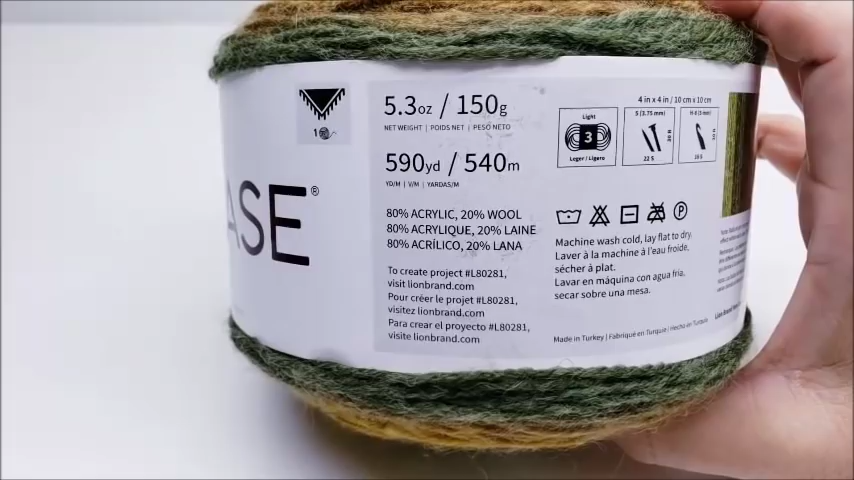 ASE®
1
5.3oz / 150g
NET WEIGHT | POIDS NET | PESO NETO
590yd / 540m
YD/M | V/M | YARDAS/M
80% ACRYLIC, 20% WOOL
80% ACRYLIQUE, 20% LAINE
80% ACRÍLICO, 20% LANA
To create project #L80281,
visit lionbrand.com
Pour créer le projet #L80281,
visitez lionbrand.com
Para crear el proyecto #L80281,
visite lionbrand.com
Light
3
Leger / Ligero
4 in x 4 in / 10 cm x 10 cm
5 (3.75 mm)
22 S
P
Machine wash cold, lay flat to dry.
Laver à la machine à l'eau froide,
sécher à plat.
Lavar en máquina con agua fria,
secar sobre una mesa.
Made in Turkey | Fabriqué en Turquie | Hecho en Turquía
Lion Brand